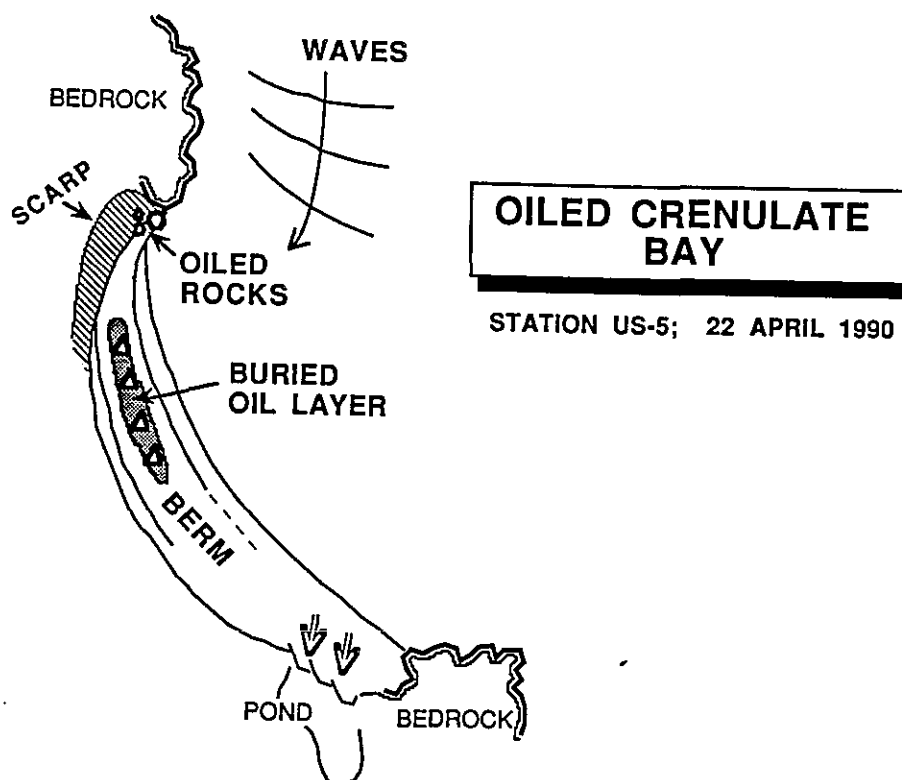 WAVES
BEDROCK
SCARP
OILED CRENULATE
BAY
OILED
ROCKS
STATION US-5; 22 APRIL 1990
BURIED
OIL LAYER
BERM
POND
BEDROCK